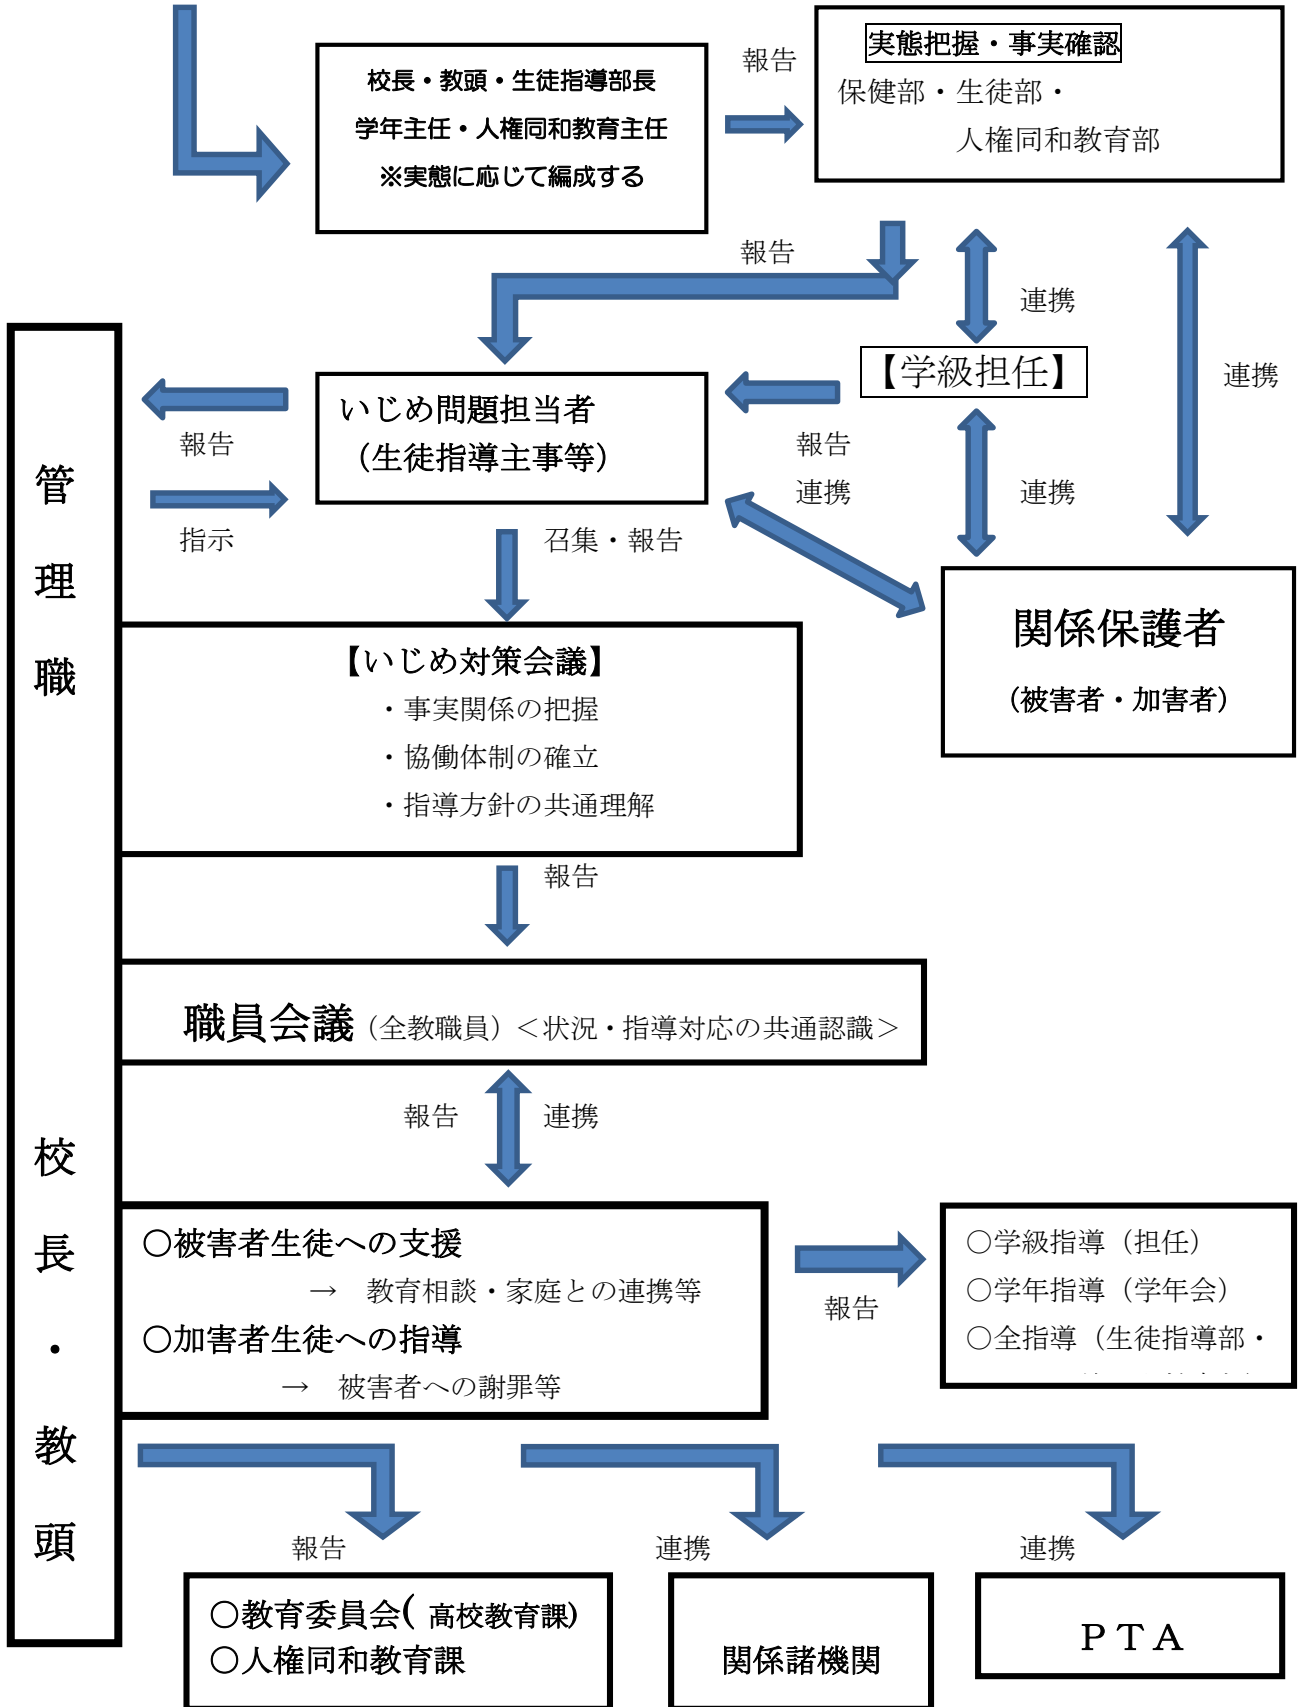 校長・教頭・生徒指導部長
学年主任・人権同和教育主任
※実態に応じて編成する
報告
実態把握・事実確認
保健部・生徒部・
人権同和教育部
報告
連携
連携
【学級担任】
報告
連携
連携
いじめ問題担当者
（生徒指導主事等）
報告
指示
召集・報告
関係保護者
（被害者・加害者）
管理職　校長・教頭
【いじめ対策会議】
・事実関係の把握
・協働体制の確立
・指導方針の共通理解
報告
職員会議（全教職員）＜状況・指導対応の共通認識＞
報告
連携
○被害者生徒への支援
→　教育相談・家庭との連携等
○加害者生徒への指導
→　被害者への謝罪等
報告
○学級指導（担任）
○学年指導（学年会）
○全指導（生徒指導部・
報告
連携
連携
○教育委員会( 高校教育課)
○人権同和教育課
関係諸機関
ＰＴＡ